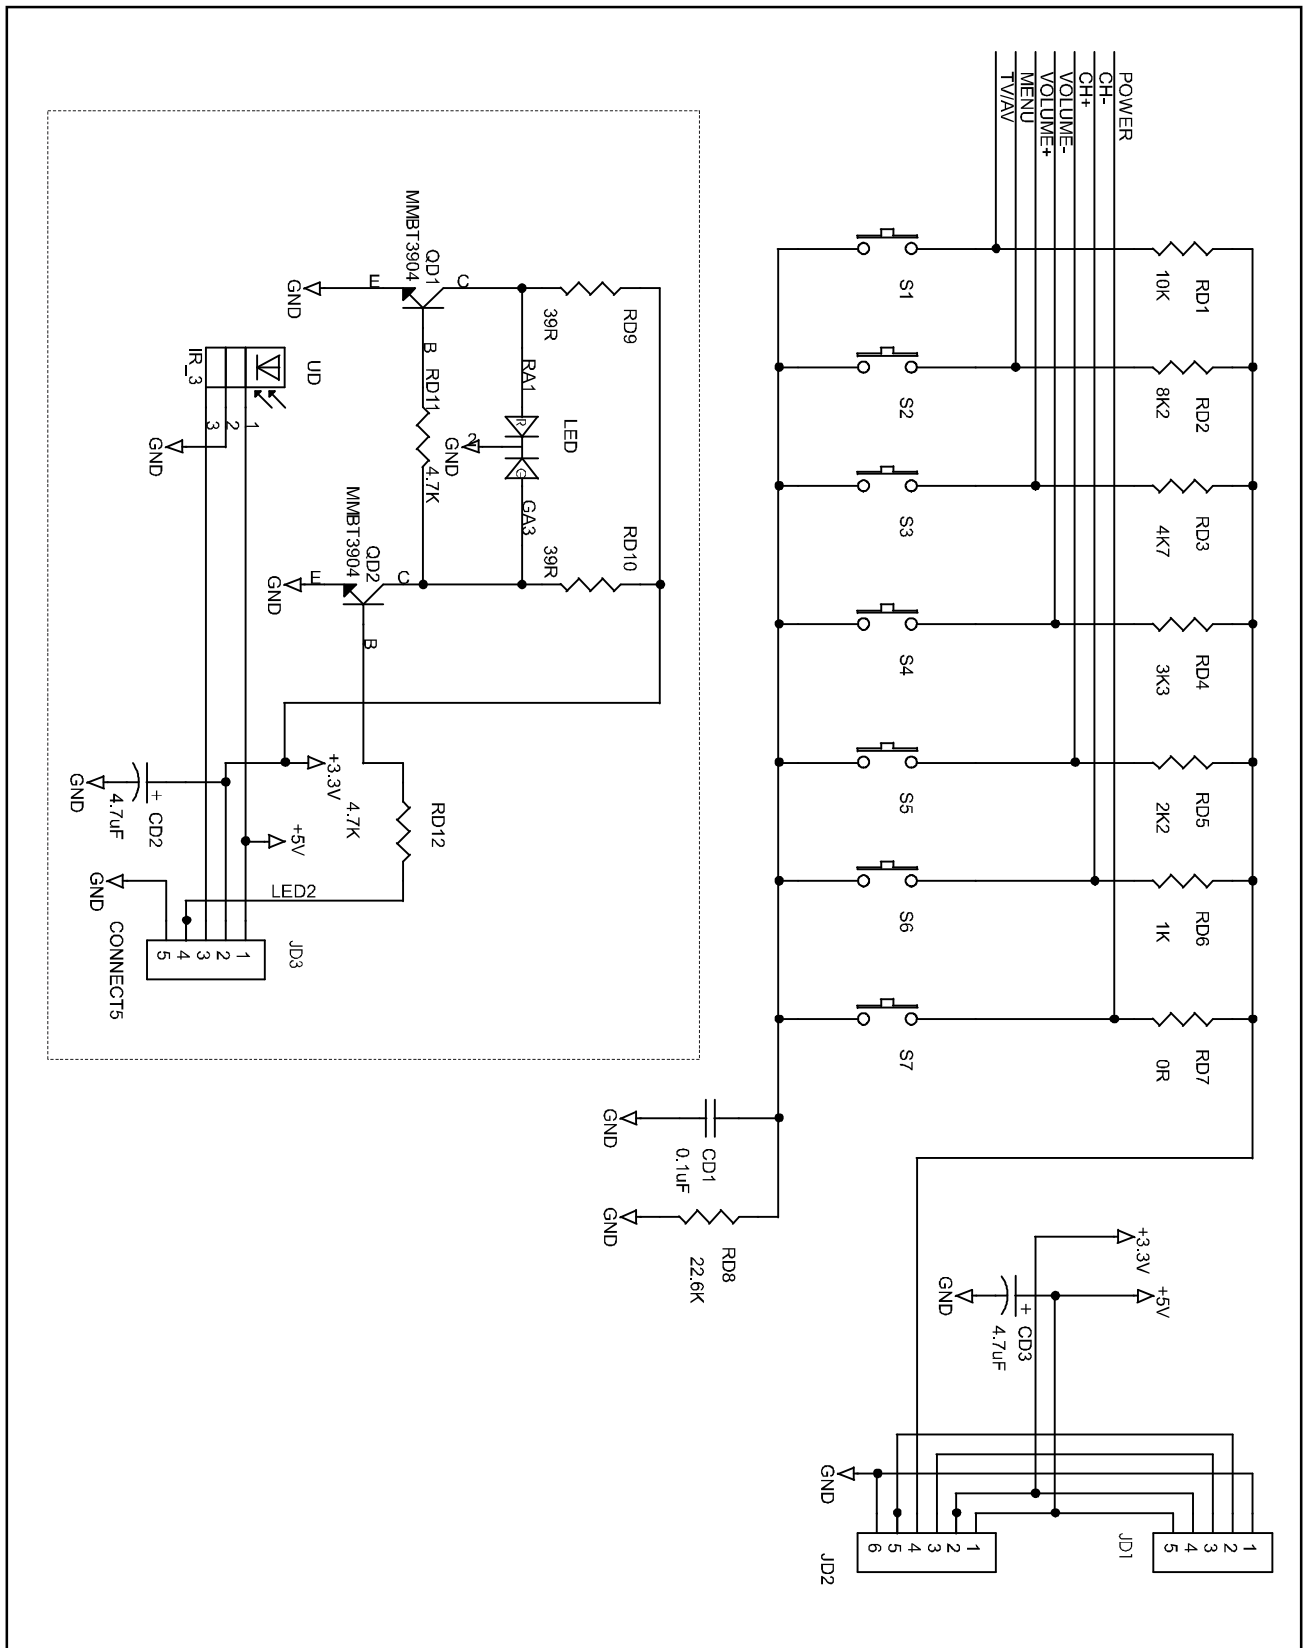 POWER
CH-
CH+
VOLUME-
VOLUME+
MENU
TV/AV
RD1
10K
S1
RD2
8K2
S2
RD3
4K7
S3
RD4
3K3
S4
RD5
2K2
S5
RD6
1K
S6
RD7
0R
S7
CD1
0.1uF
GND
RD8
22.6K
GND
+3.3V
+5V
CD3
+
4.7uF
GND
GND
JD1
1
2
3
4
5
JD2
1
2
3
4
5
6
RD9
39R
QD1
MMBT3904
C
B
E
GND
RA1
LED
R
G
2
GND
GA3
RD11
4.7K
RD10
39R
QD2
MMBT3904
C
B
E
GND
UD
IR_3
1
2
3
GND
RD12
4.7K
+3.3V
+5V
CD2
+
4.7uF
GND
LED2
GND
JD3
1
2
3
4
5
CONNECT5